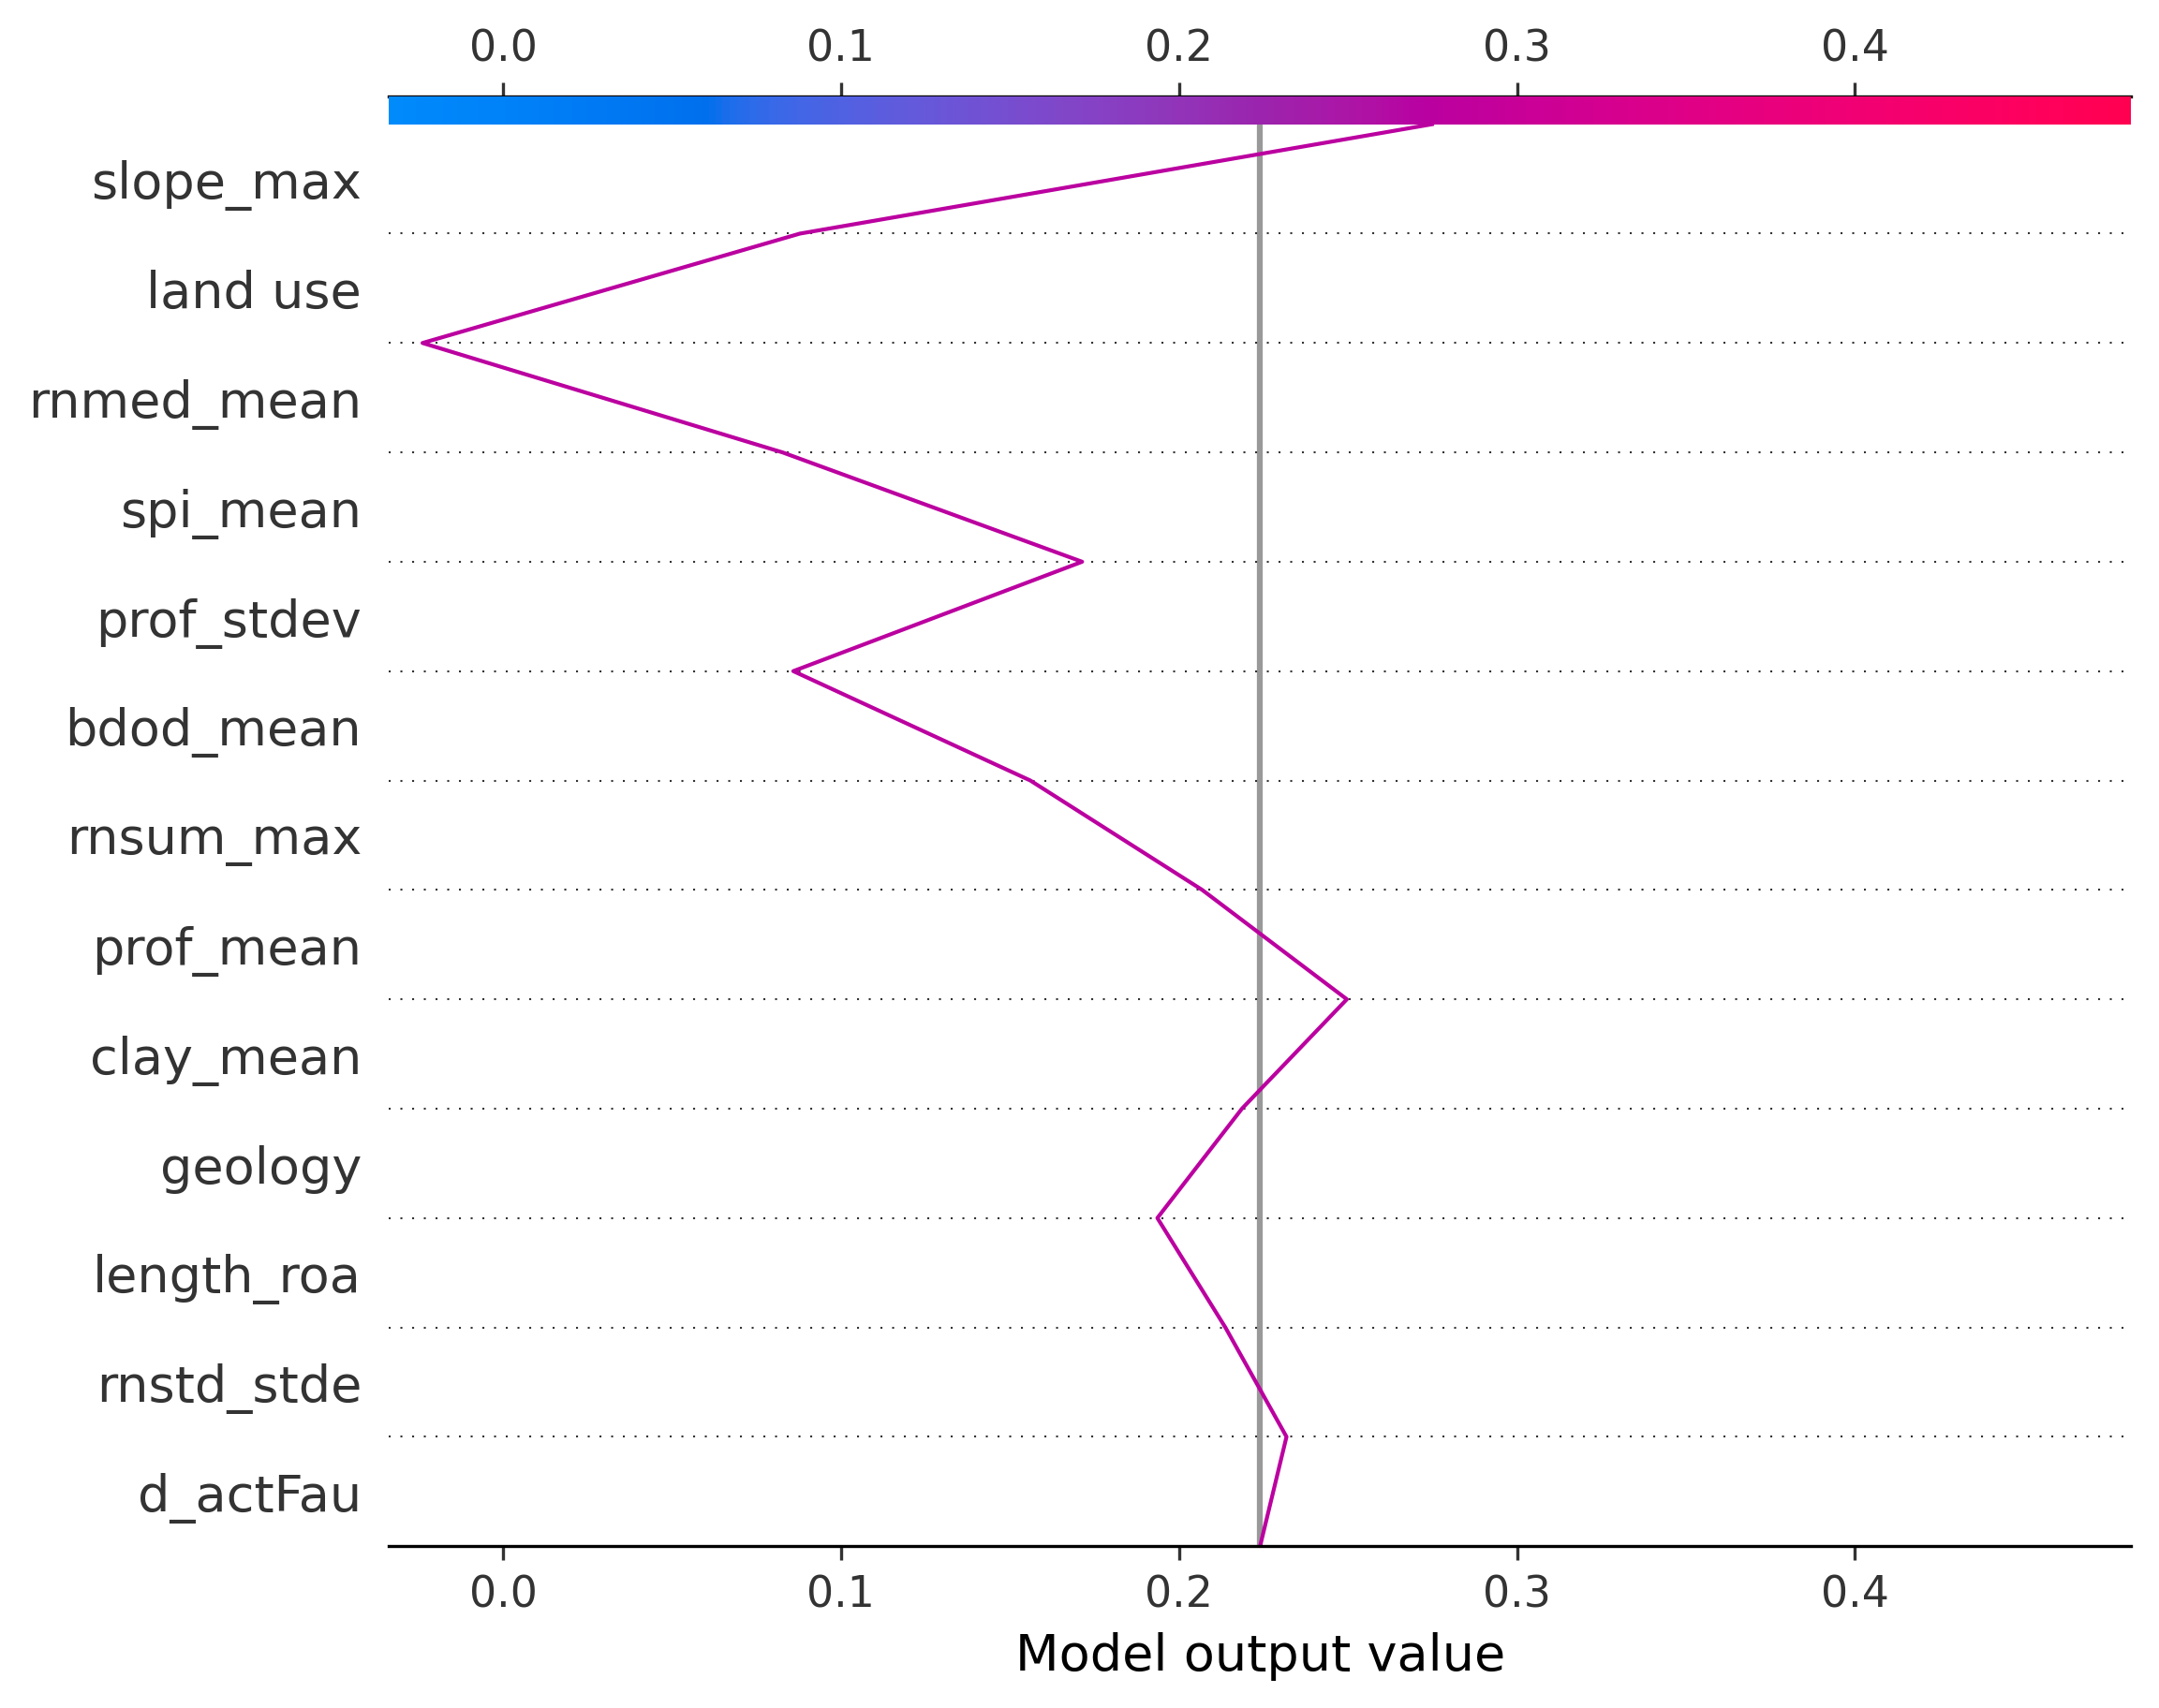 0.0 0.1 0.2 0.3 0.4
slope_max
land use
rnmed_mean
spi_mean
prof_stdev
bdod_mean
rnsum_max
prof_mean
clay_mean
geology
length_roa
rnstd_stde
d_actFau
0.0 0.1 0.2 0.3 0.4
Model output value